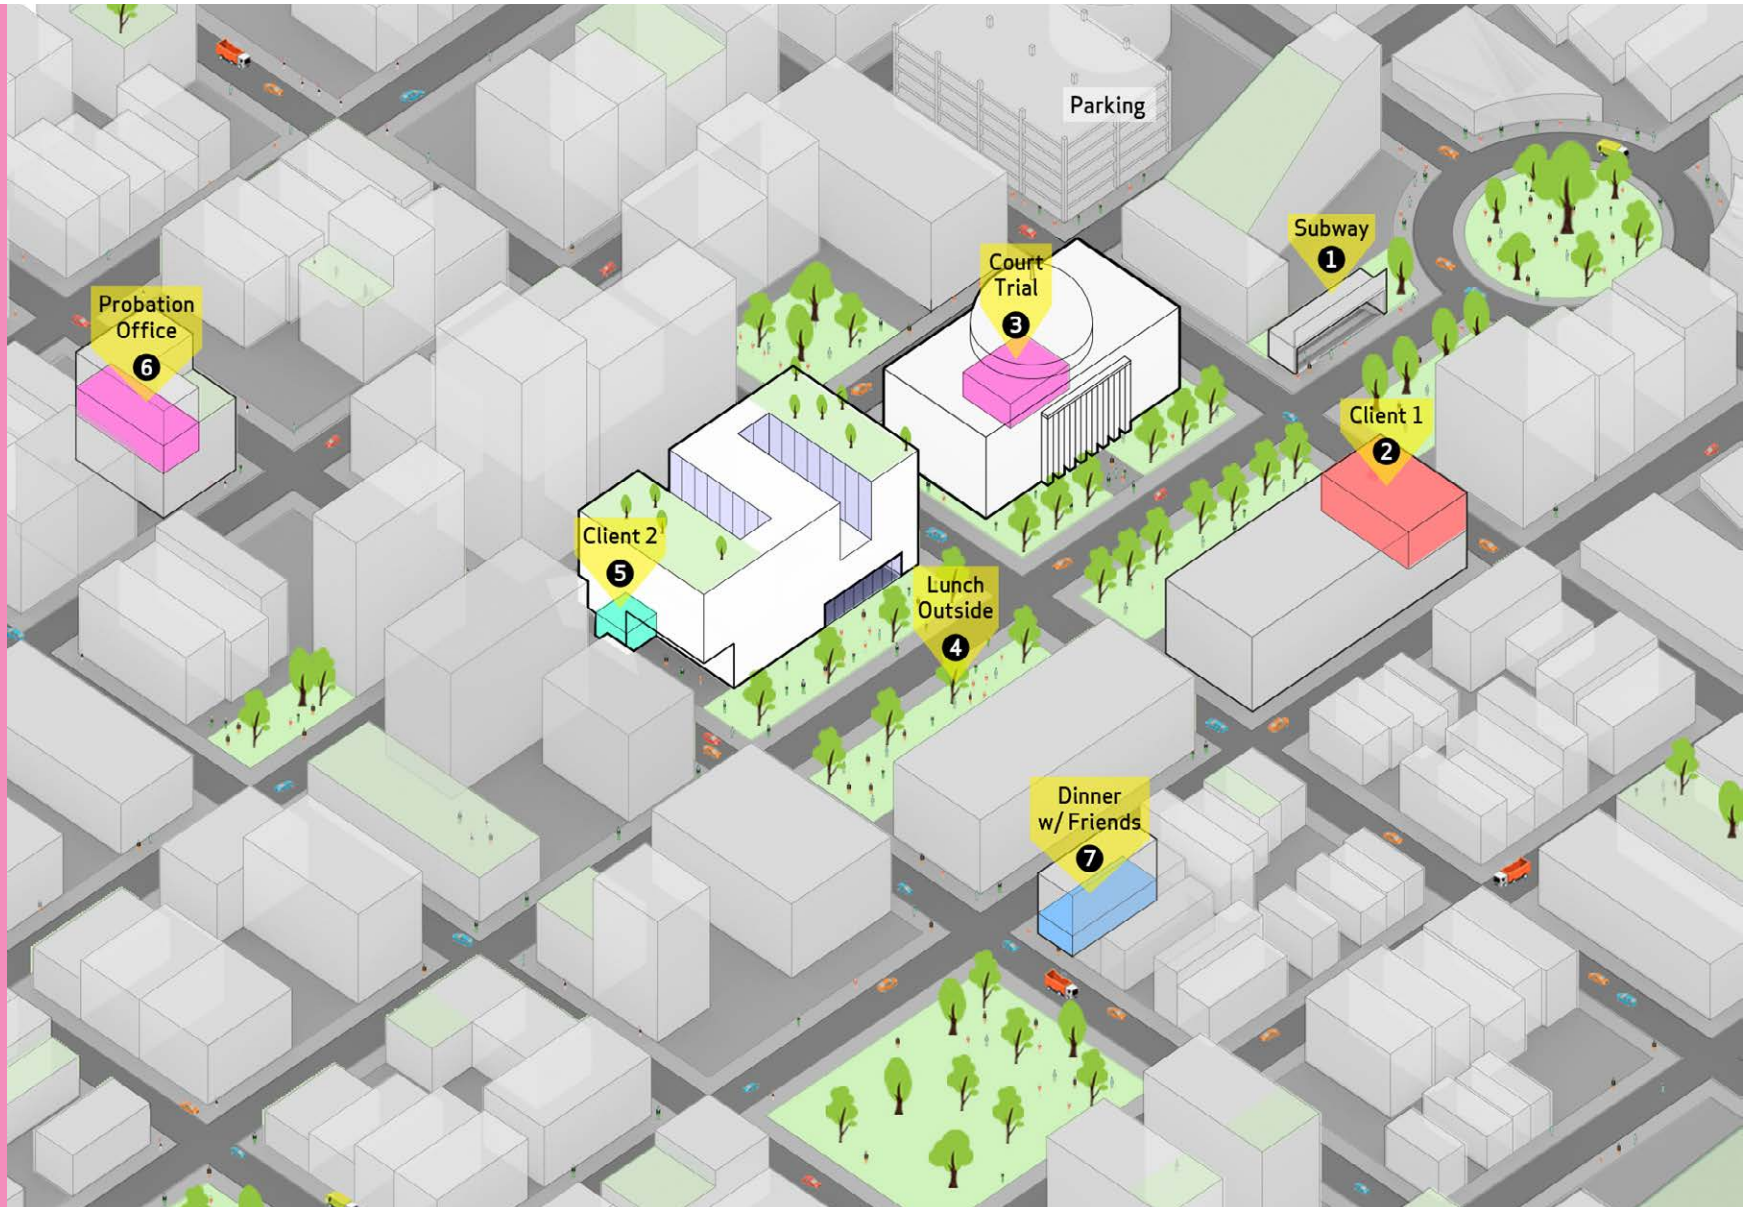 Parking
Subway
1
Court
Trial
3
Probation
Office
6
Client 1
2
Client 2
5
Lunch
Outside
4
Dinner
w/ Friends
7